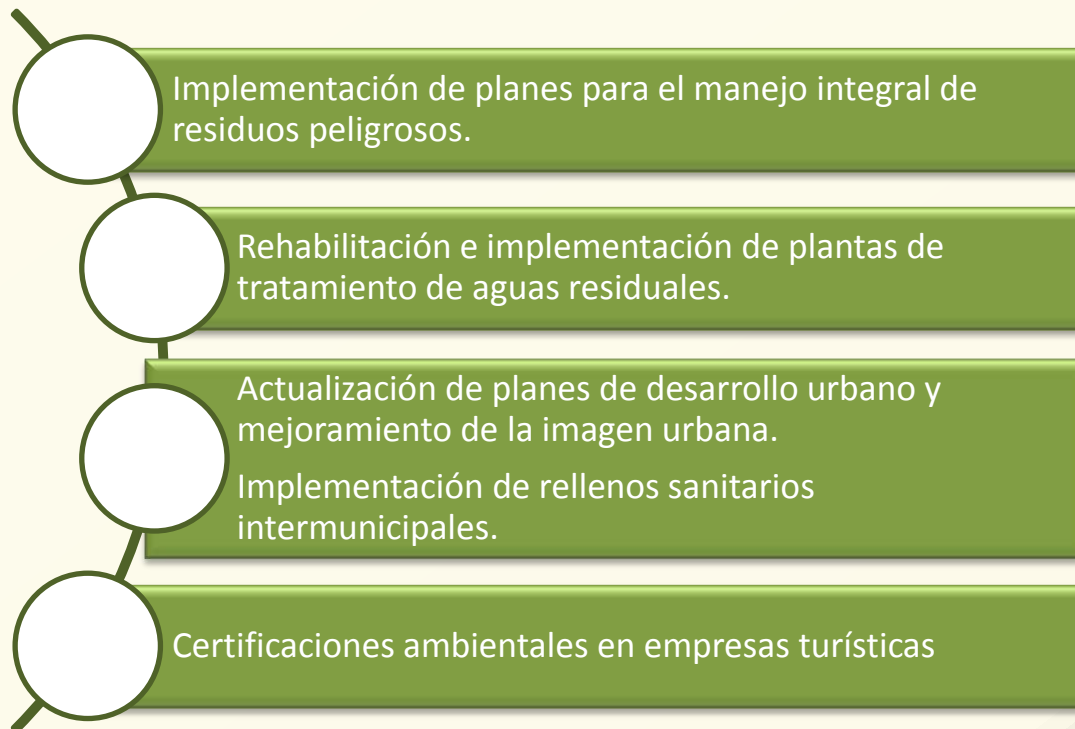 Implementación de planes para el manejo integral de
residuos peligrosos.
Rehabilitación e implementación de plantas de
tratamiento de aguas residuales.
Actualización de planes de desarrollo urbano y
mejoramiento de la imagen urbana.
Implementación de rellenos sanitarios
intermunicipales.
Certificaciones ambientales en empresas turísticas